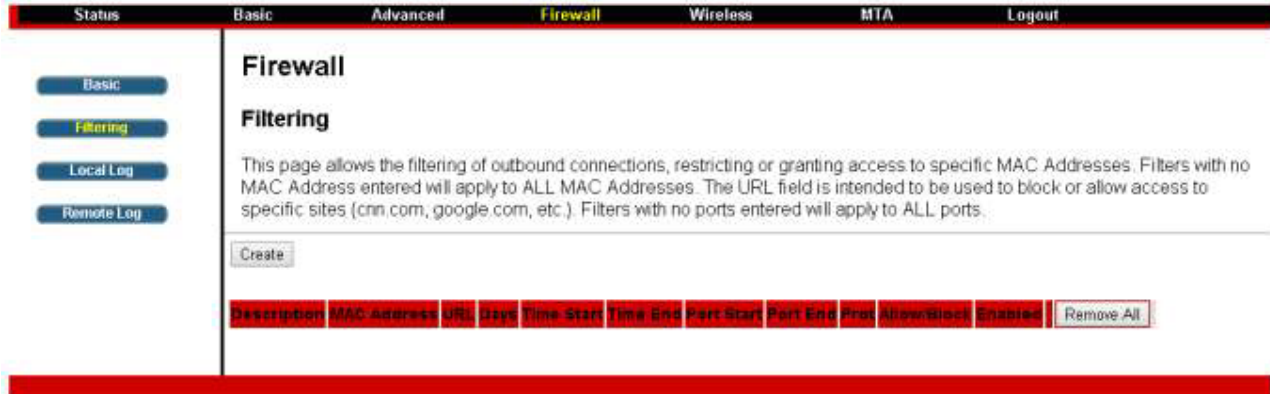 Status Basic Advanced Firewall Wireless MTA Logout
Basic
Filtering
Local Log
Remote Log
Firewall
Filtering
This page allows the filtering of outbound connections, restricting or granting access to specific MAC Addresses. Filters with no
MAC Address entered will apply to ALL MAC Addresses. The URL field is intended to be used to block or allow access to
specific sites (cnn.com, google.com, etc.). Filters with no ports entered will apply to ALL ports.
Create
Description MAC Address URL Days Time Start Time End Port Start Port End Prot Allow/Block Enabled Remove All